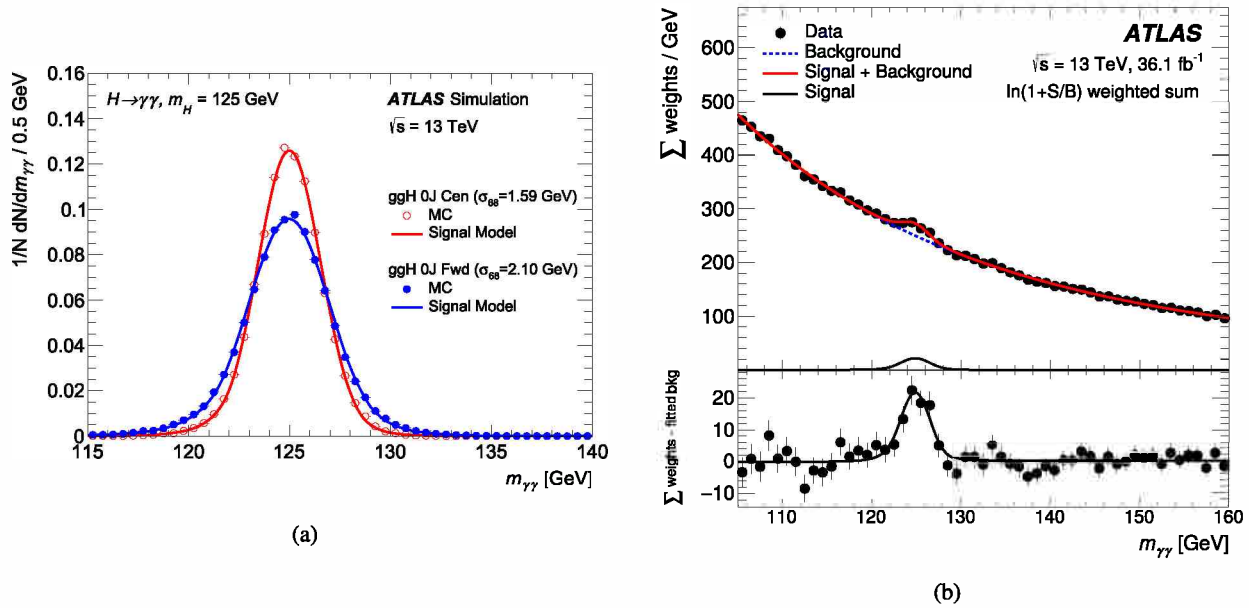 H→γγ, m_H = 125 GeV
ATLAS Simulation
√s = 13 TeV
ggH 0J Cen (σ₆₈=1.59 GeV)
MC
Signal Model
ggH 0J Fwd (σ₆₈=2.10 GeV)
MC
Signal Model
1/N dN/dm_γγ / 0.5 GeV
0.16
0.14
0.12
0.1
0.08
0.06
0.04
0.02
0
115 120 125 130 135 140
m_γγ [GeV]
(a)
Data
Background
Signal + Background
Signal
ATLAS
√s = 13 TeV, 36.1 fb⁻¹
ln(1+S/B) weighted sum
∑ weights / GeV
600
500
400
300
200
100
∑ weights - fitted bkg
20
10
0
−10
110 120 130 140 150 160
m_γγ [GeV]
(b)